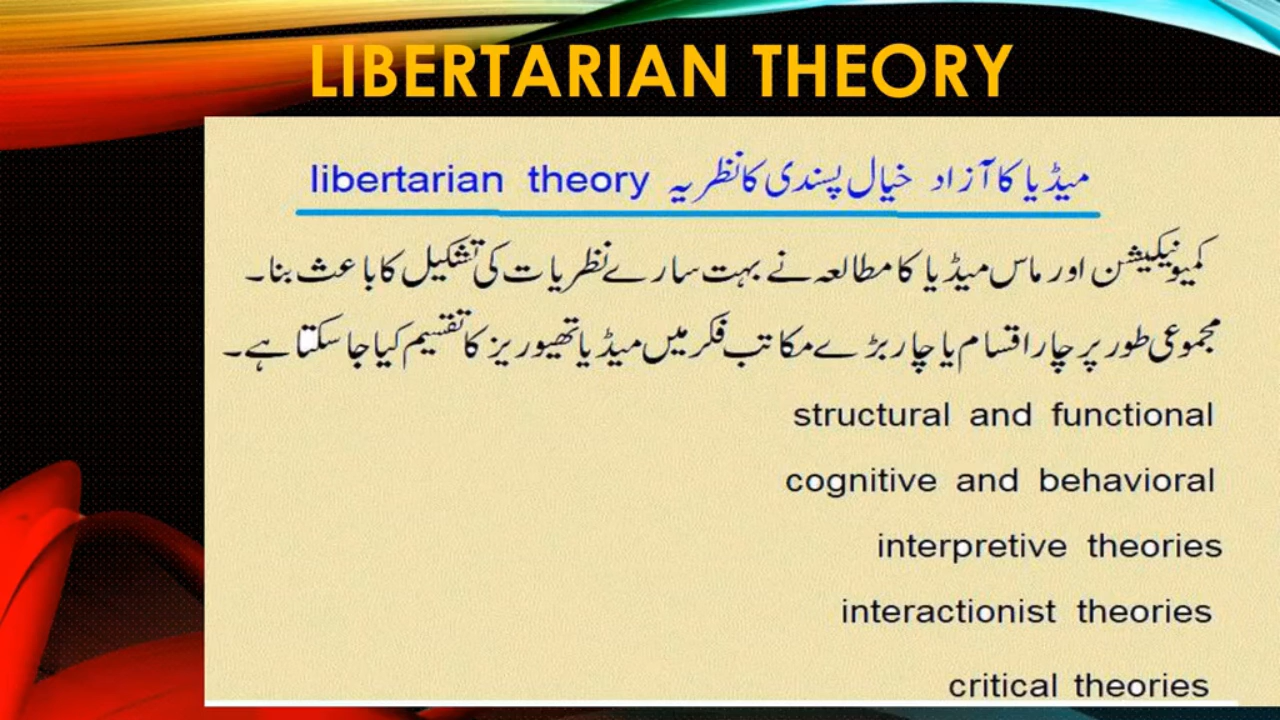 LIBERTARIAN THEORY
میڈیا کا آزاد خیال پسندی کا نظریہ libertarian theory
کمیونیکیشن اور ماس میڈیا کا مطالعہ نے بہت سارے نظریات کی تشکیل کا باعث بنا۔
مجموعی طور پر چار اقسام یا چار بڑے مکاتب فکر میں میڈیا تھیوریز کا تقسیم کیا جا سکتا ہے۔
structural and functional
cognitive and behavioral
interpretive theories
interactionist theories
critical theories